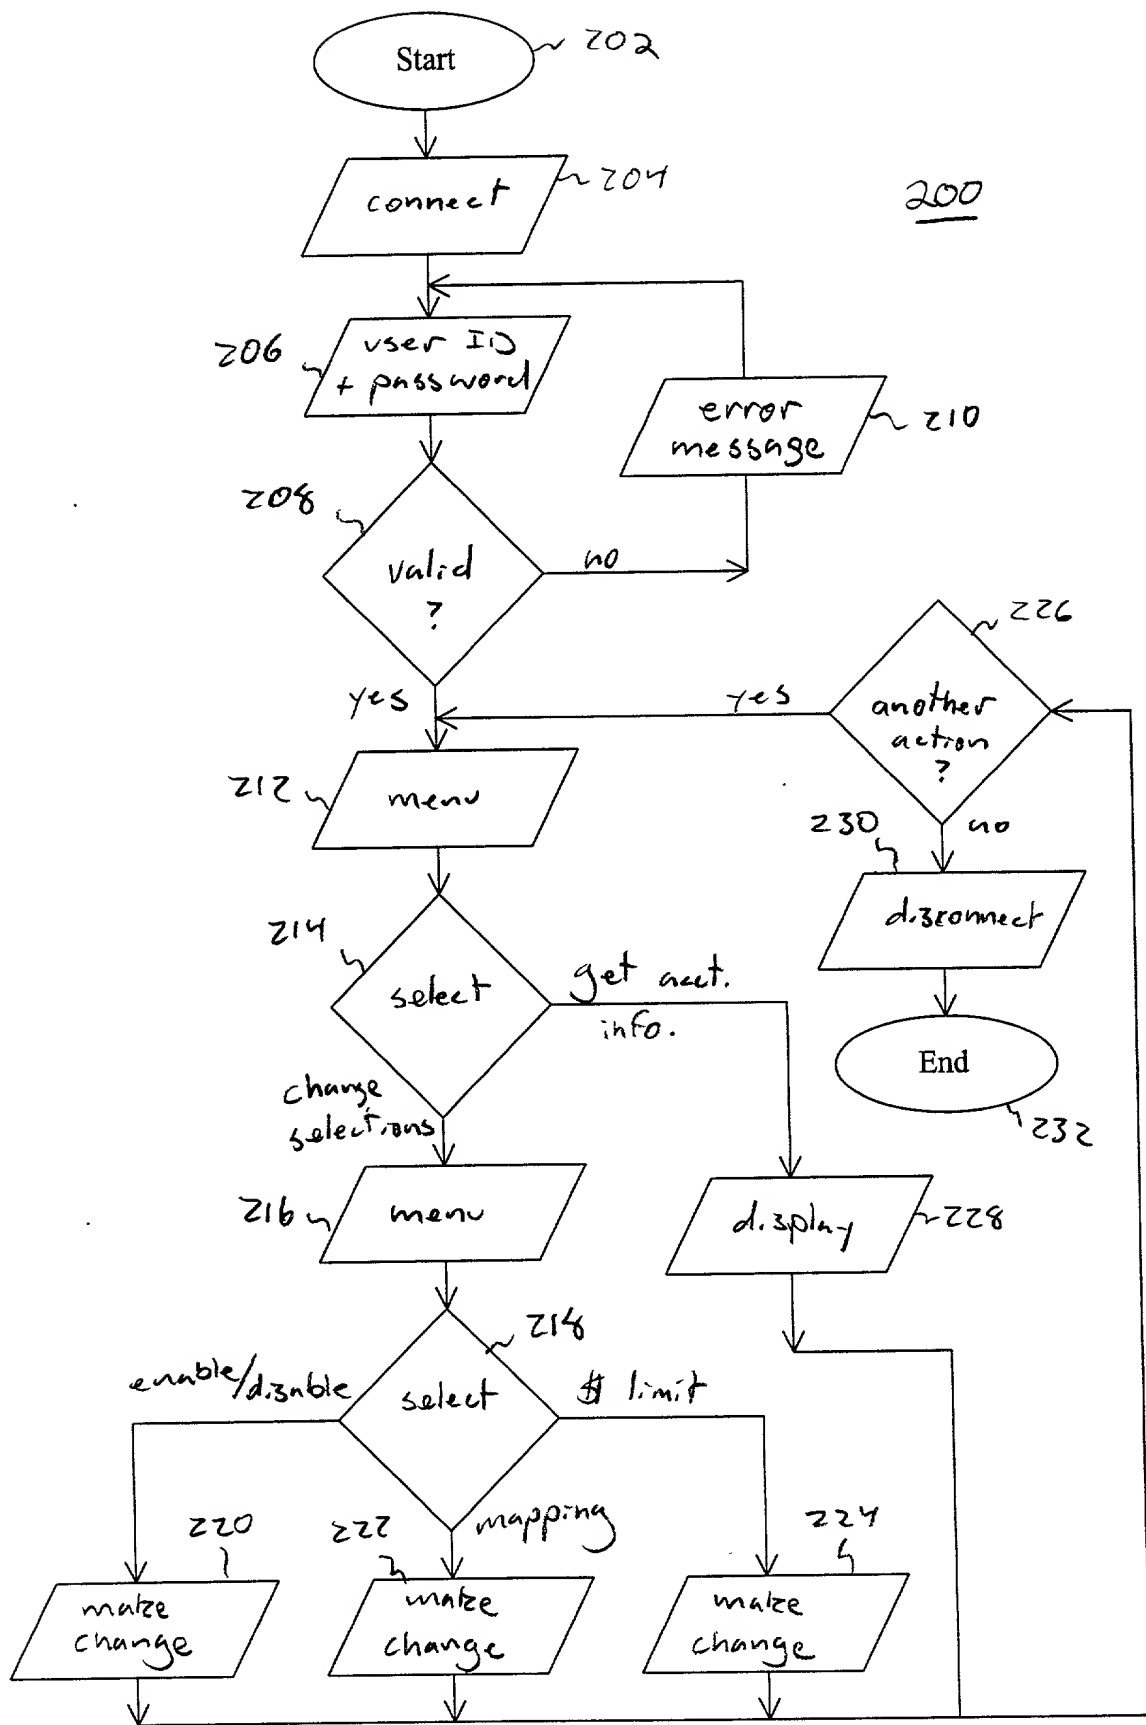 Start
202
connect
204
200
206
user ID
+ password
error
message
210
208
valid
?
no
226
yes
yes
another
action
?
212
menu
230
no
disconnect
214
select
get acct.
info.
End
232
change
selections
216
menu
display
228
218
enable/disable
select
$ limit
mapping
220
222
224
make
change
make
change
make
change